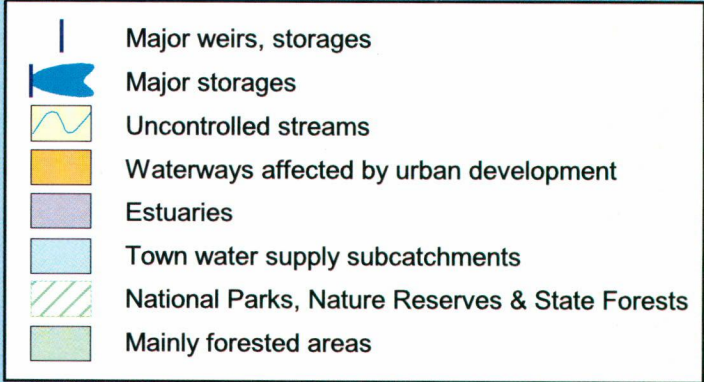 Major weirs, storages
Major storages
Uncontrolled streams
Waterways affected by urban development
Estuaries
Town water supply subcatchments
National Parks, Nature Reserves & State Forests
Mainly forested areas